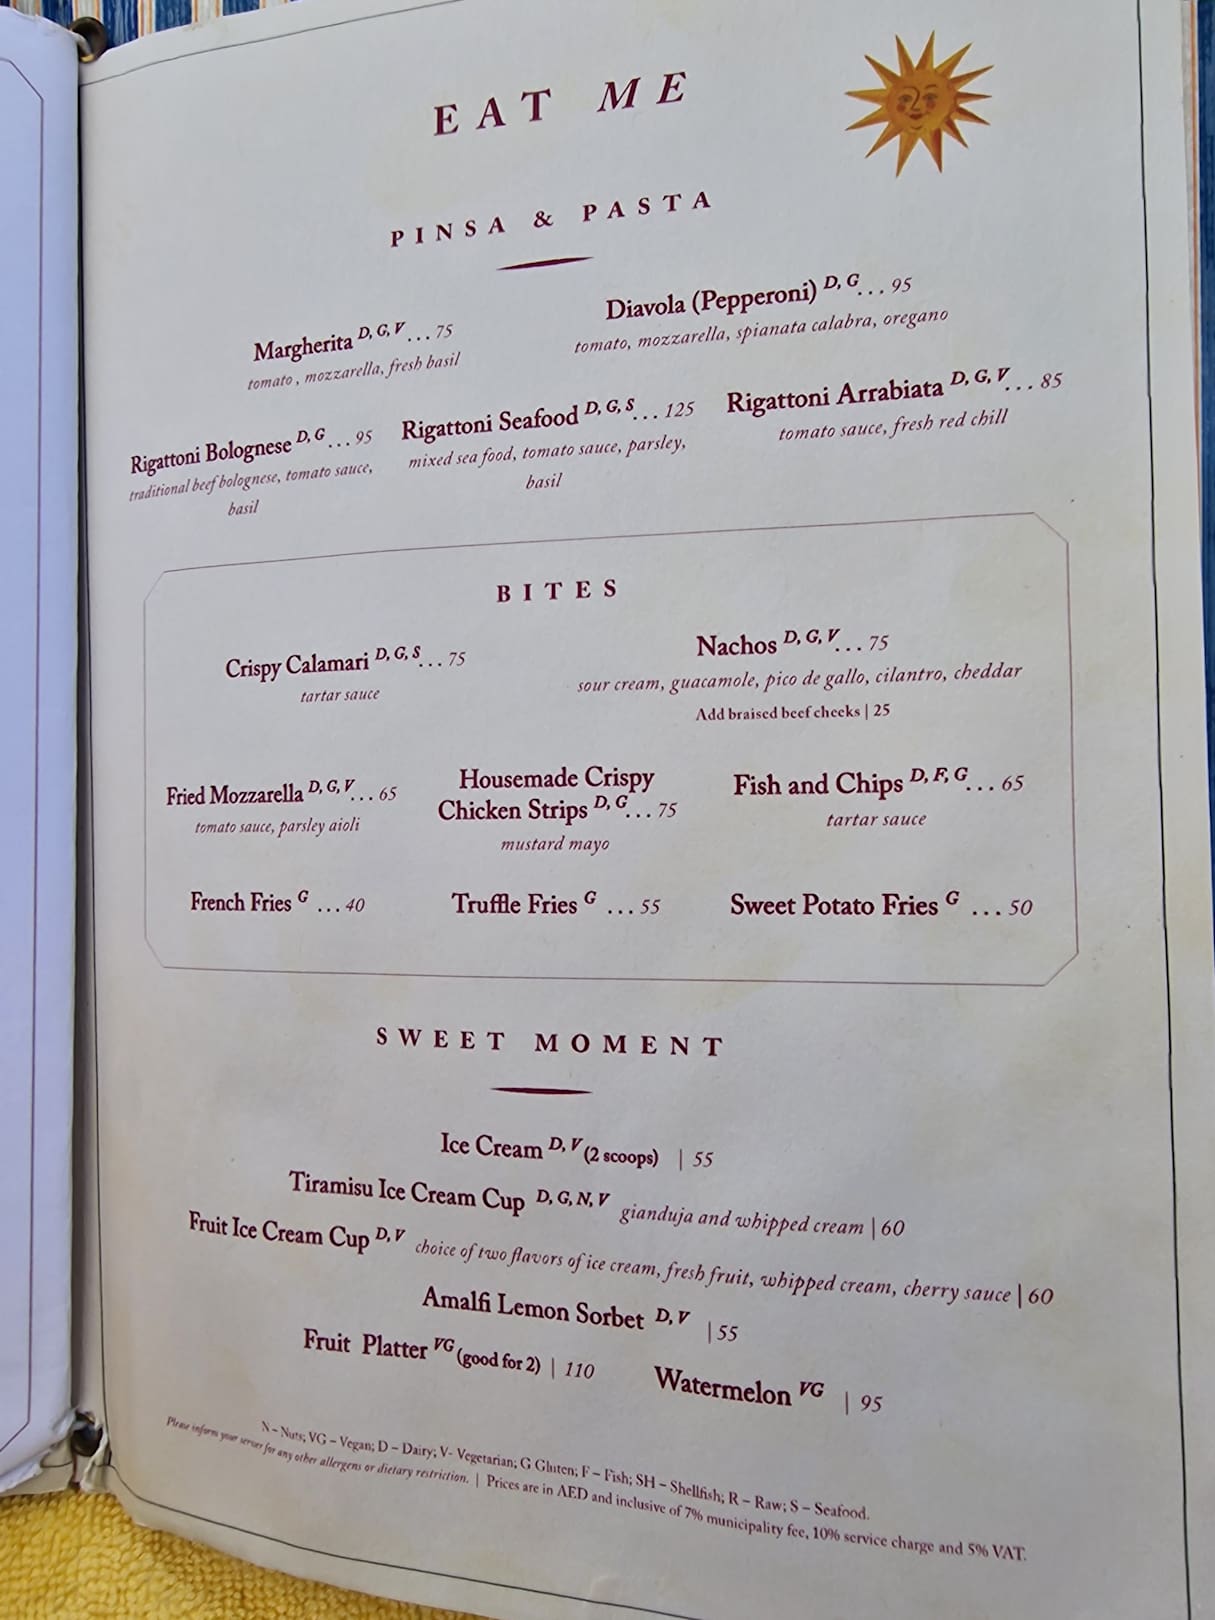 EAT ME
PINSA & PASTA
Margherita D, G, V... 75
tomato , mozzarella, fresh basil
Diavola (Pepperoni) D, G... 95
tomato, mozzarella, spianata calabra, oregano
Rigattoni Bolognese D, G... 95
traditional beef bolognese, tomato sauce,
basil
Rigattoni Seafood D, G, S... 125
mixed sea food, tomato sauce, parsley,
basil
Rigattoni Arrabiata D, G, V... 85
tomato sauce, fresh red chill
BITES
Crispy Calamari D, G, S... 75
tartar sauce
Nachos D, G, V... 75
sour cream, guacamole, pico de gallo, cilantro, cheddar
Add braised beef cheeks | 25
Fried Mozzarella D, G, V... 65
tomato sauce, parsley aioli
Housemade Crispy
Chicken Strips D, G... 75
mustard mayo
Fish and Chips D, F, G... 65
tartar sauce
French Fries G ... 40
Truffle Fries G ... 55
Sweet Potato Fries G ... 50
SWEET MOMENT
Ice Cream D, V (2 scoops) | 55
Tiramisu Ice Cream Cup D, G, N, V gianduja and whipped cream | 60
Fruit Ice Cream Cup D, V choice of two flavors of ice cream, fresh fruit, whipped cream, cherry sauce | 60
Amalfi Lemon Sorbet D, V | 55
Fruit Platter VG (good for 2) | 110
Watermelon VG | 95
N – Nuts; VG – Vegan; D – Dairy; V- Vegetarian; G Gluten; F – Fish; SH – Shellfish; R – Raw; S – Seafood.
Please inform your server for any other allergens or dietary restriction. | Prices are in AED and inclusive of 7% municipality fee, 10% service charge and 5% VAT.